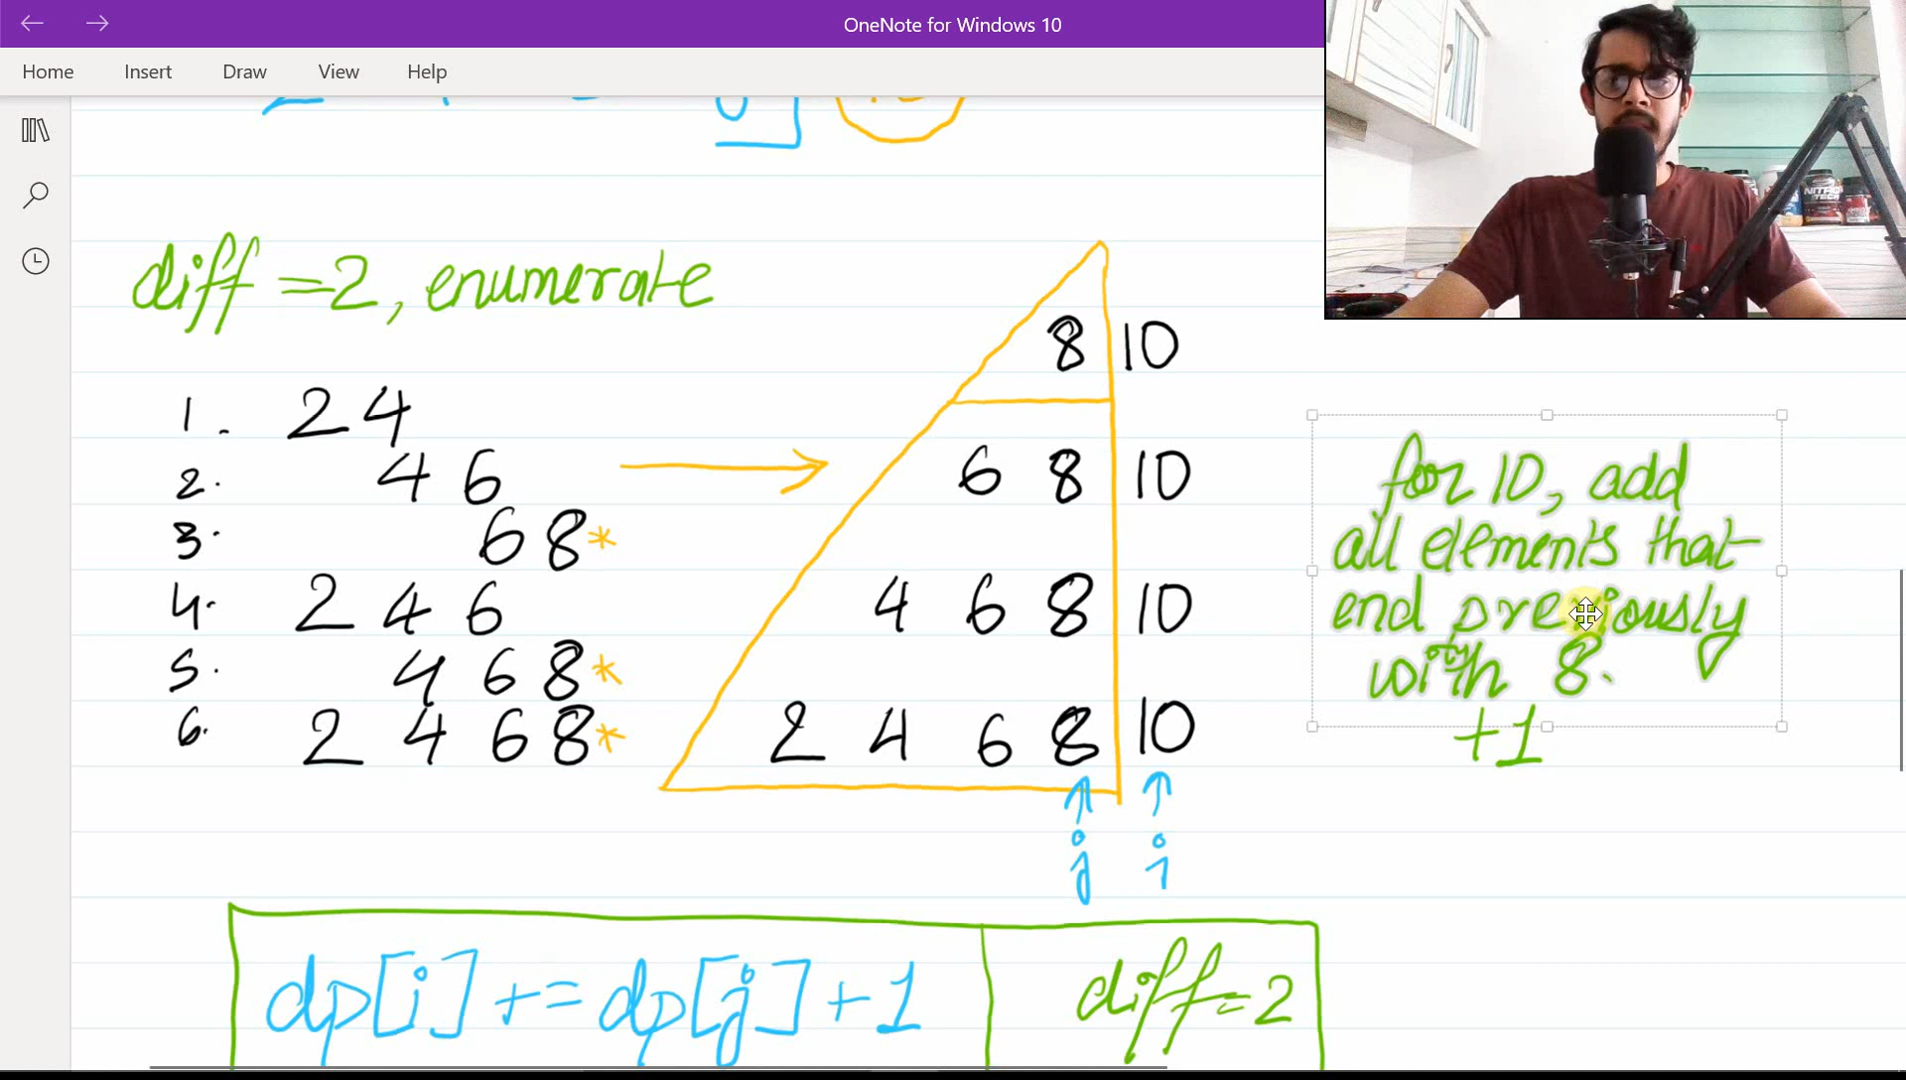 OneNote for Windows 10
Home Insert Draw View Help
diff = 2, enumerate
1. 2 4
2. 4 6
3. 6 8 *
4. 2 4 6
5. 4 6 8 *
6. 2 4 6 8 *
8 10
6 8 10
4 6 8 10
2 4 6 8 10
j i
for 10, add
all elements that
end previously
with 8.
+1
dp[i] += dp[j] + 1
diff = 2
NITRO
TECH